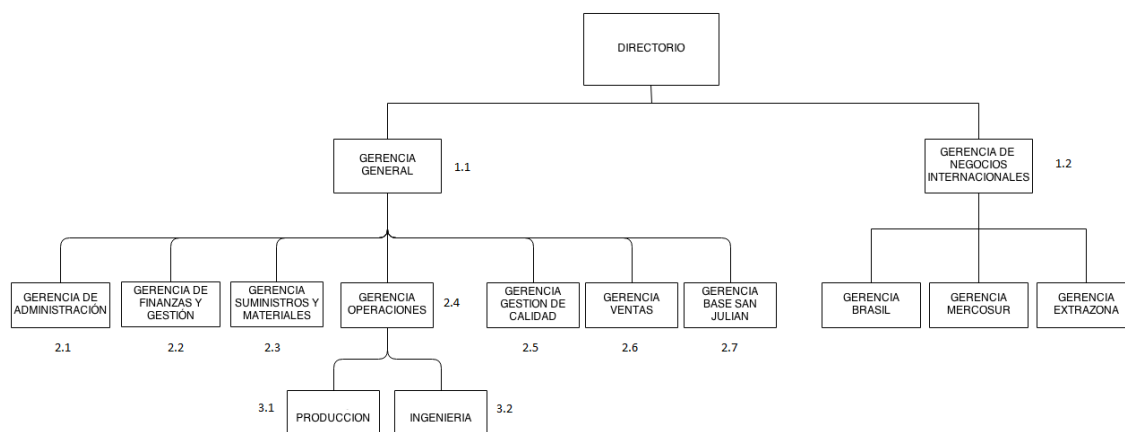 DIRECTORIO
GERENCIA
GENERAL
1.1
GERENCIA DE
NEGOCIOS
INTERNACIONALES
1.2
GERENCIA DE
ADMINISTRACIÓN
GERENCIA DE
FINANZAS Y
GESTIÓN
GERENCIA
SUMINISTROS Y
MATERIALES
GERENCIA
OPERACIONES
2.4
GERENCIA
GESTION DE
CALIDAD
GERENCIA
VENTAS
GERENCIA
BASE SAN
JULIAN
GERENCIA
BRASIL
GERENCIA
MERCOSUR
GERENCIA
EXTRAZONA
2.1
2.2
2.3
2.5
2.6
2.7
3.1
PRODUCCION
INGENIERIA
3.2